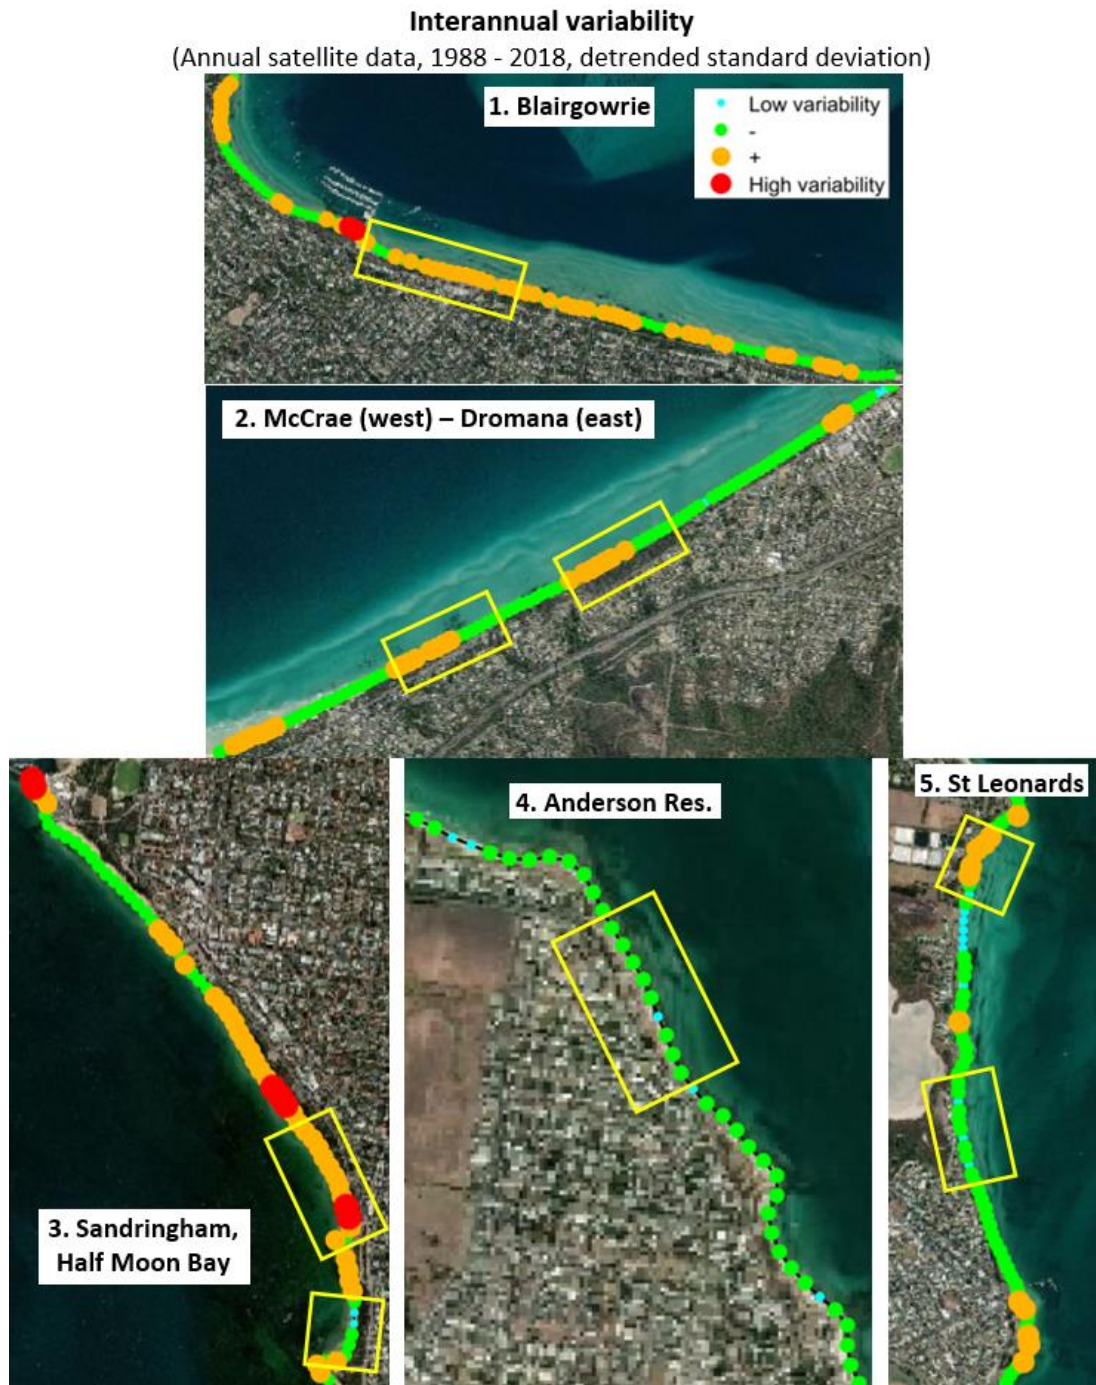 Interannual variability
(Annual satellite data, 1988 - 2018, detrended standard deviation)
1. Blairgowrie
Low variability
-
+
High variability
2. McCrae (west) – Dromana (east)
3. Sandringham,
Half Moon Bay
4. Anderson Res.
5. St Leonards